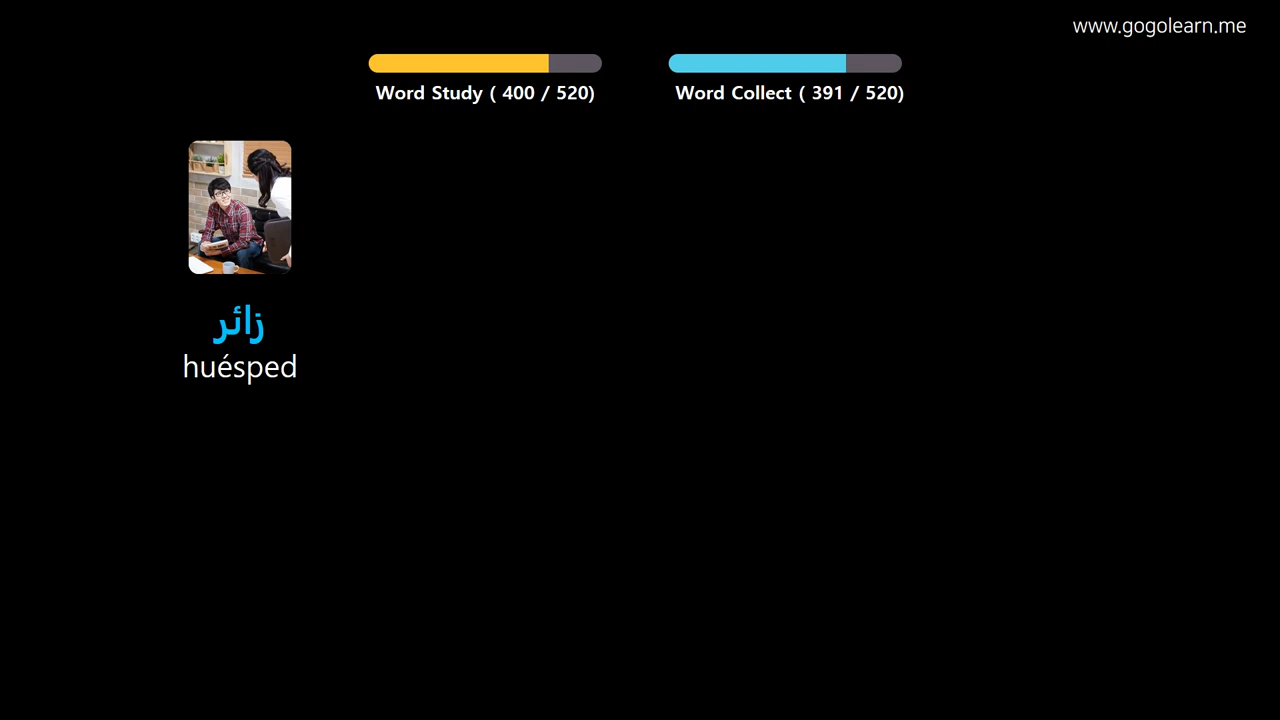 www.gogolearn.me
Word Study ( 400 / 520)
Word Collect ( 391 / 520)
زائر
huésped